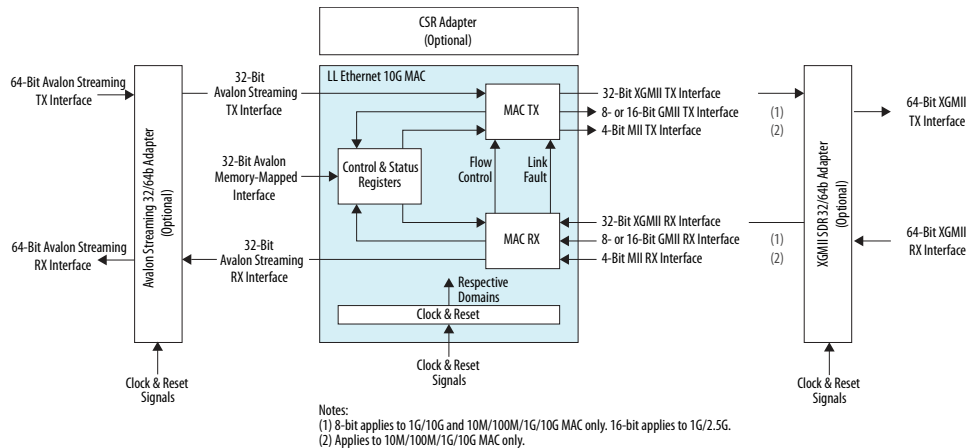 CSR Adapter
(Optional)
LL Ethernet 10G MAC
64-Bit Avalon Streaming
TX Interface
32-Bit
Avalon Streaming
TX Interface
MAC TX
32-Bit XGMII TX Interface
8- or 16-Bit GMII TX Interface (1)
4-Bit MII TX Interface (2)
64-Bit XGMII
TX Interface
Avalon Streaming 32/64b Adapter
(Optional)
32-Bit Avalon
Memory-Mapped
Interface
Control & Status
Registers
Flow
Control
Link
Fault
XGMII SDR 32/64b Adapter
(Optional)
64-Bit Avalon Streaming
RX Interface
32-Bit
Avalon Streaming
RX Interface
MAC RX
32-Bit XGMII RX Interface
8- or 16-Bit GMII RX Interface (1)
4-Bit MII RX Interface (2)
64-Bit XGMII
RX Interface
Respective
Domains
Clock & Reset
Clock & Reset
Signals
Clock & Reset
Signals
Clock & Reset
Signals
Notes:
(1) 8-bit applies to 1G/10G and 10M/100M/1G/10G MAC only. 16-bit applies to 1G/2.5G.
(2) Applies to 10M/100M/1G/10G MAC only.